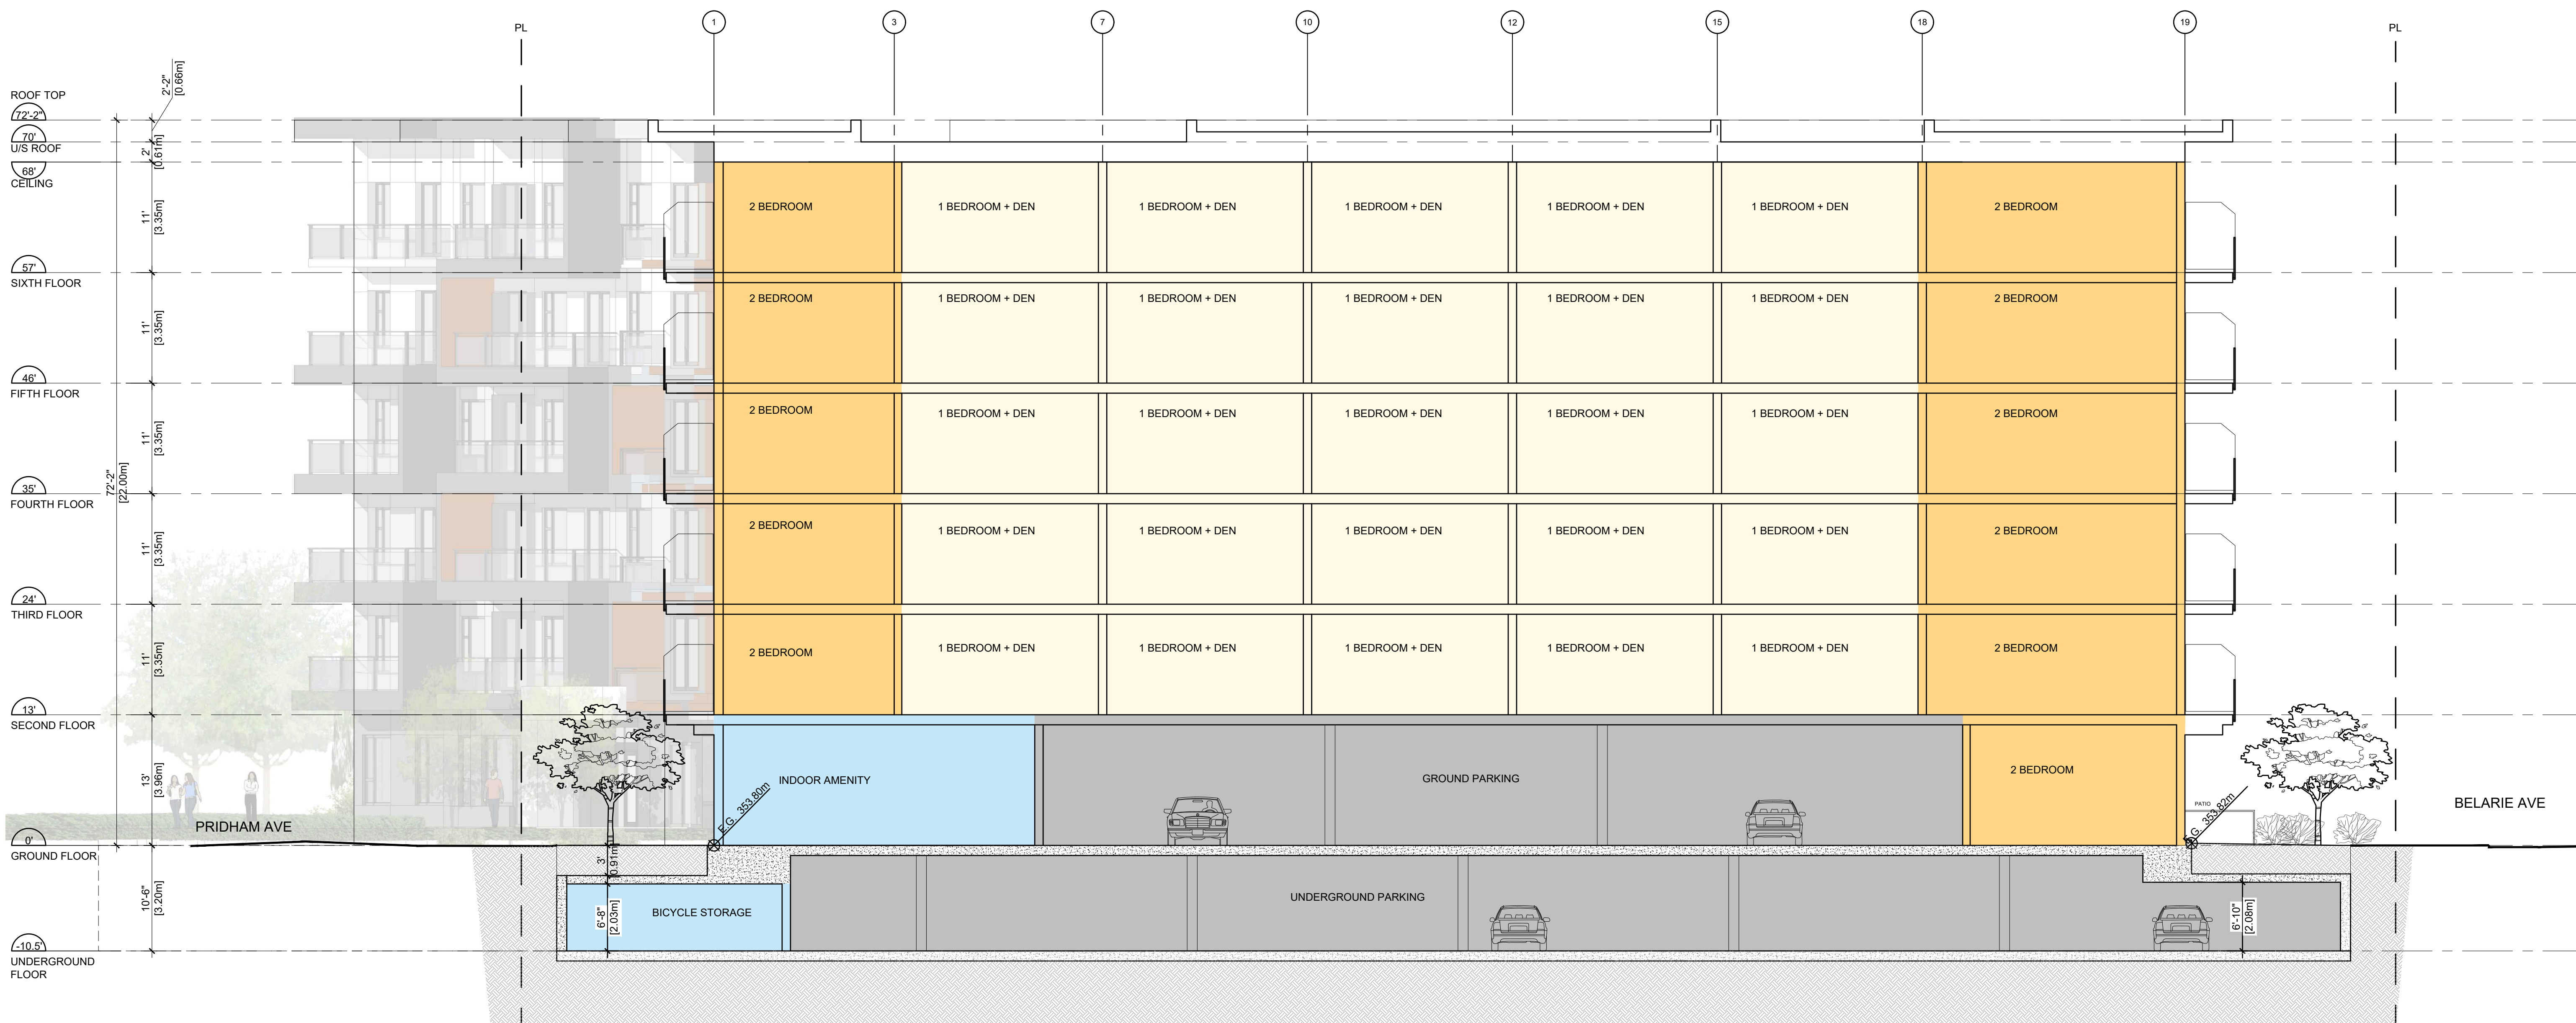 PL
1
3
7
10
12
15
18
19
PL
2'-2"
[0.66m]
ROOF TOP
72'-2"
70'
U/S ROOF
2'
[0.61m]
68'
CEILING
11'
[3.35m]
2 BEDROOM
1 BEDROOM + DEN
1 BEDROOM + DEN
1 BEDROOM + DEN
1 BEDROOM + DEN
1 BEDROOM + DEN
2 BEDROOM
57'
SIXTH FLOOR
11'
[3.35m]
2 BEDROOM
1 BEDROOM + DEN
1 BEDROOM + DEN
1 BEDROOM + DEN
1 BEDROOM + DEN
1 BEDROOM + DEN
2 BEDROOM
46'
FIFTH FLOOR
11'
[3.35m]
2 BEDROOM
1 BEDROOM + DEN
1 BEDROOM + DEN
1 BEDROOM + DEN
1 BEDROOM + DEN
1 BEDROOM + DEN
2 BEDROOM
72'-2"
[22.00m]
35'
FOURTH FLOOR
11'
[3.35m]
2 BEDROOM
1 BEDROOM + DEN
1 BEDROOM + DEN
1 BEDROOM + DEN
1 BEDROOM + DEN
1 BEDROOM + DEN
2 BEDROOM
24'
THIRD FLOOR
11'
[3.35m]
2 BEDROOM
1 BEDROOM + DEN
1 BEDROOM + DEN
1 BEDROOM + DEN
1 BEDROOM + DEN
1 BEDROOM + DEN
2 BEDROOM
13'
SECOND FLOOR
13'
[3.96m]
INDOOR AMENITY
GROUND PARKING
2 BEDROOM
E.G. 353.80m
PATIO
E.G. 353.82m
BELARIE AVE
PRIDHAM AVE
0'
GROUND FLOOR
3'
[0.91m]
10'-6"
[3.20m]
6'-8"
[2.03m]
BICYCLE STORAGE
UNDERGROUND PARKING
6'-10"
[2.08m]
-10.5'
UNDERGROUND
FLOOR